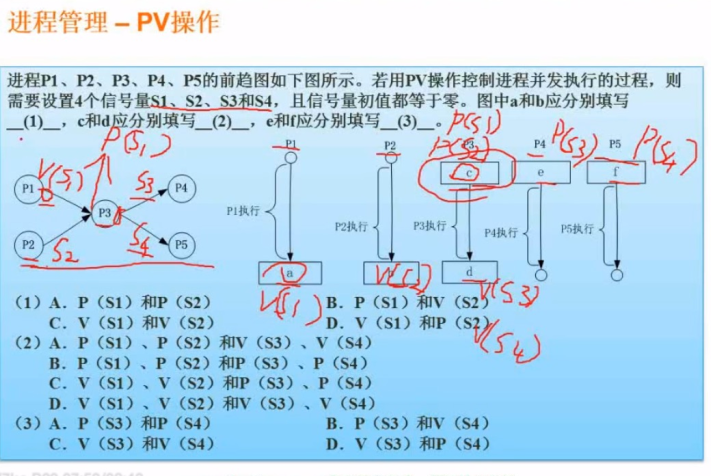 进程管理 – PV操作
进程P1、P2、P3、P4、P5的前趋图如下图所示。若用PV操作控制进程并发执行的过程，则
需要设置4个信号量S1、S2、S3和S4，且信号量初值都等于零。图中a和b应分别填写
__(1)__，c和d应分别填写__(2)__，e和f应分别填写__(3)__。
P(S1)
P(S1)
P(S2)
P(S3)
P(S4)
P1
P2
P3
P4
P5
V(S1)
P1
S3
P4
c
e
f
P3
P1执行
P2执行
P3执行
P4执行
P5执行
P2
S2
S4
P5
a
V(S2)
d
V(S1)
V(S3)
V(S4)
（1）A．P（S1）和P（S2） B．P（S1）和V（S2
C．V（S1）和V（S2） D．V（S1）和P（S2）
（2）A．P（S1）、P（S2）和V（S3）、V（S4）
B．P（S1）、P（S2）和P（S3）、P（S4）
C．V（S1）、V（S2）和P（S3）、P（S4）
D．V（S1）、V（S2）和V（S3）、V（S4）
（3）A．P（S3）和P（S4） B．P（S3）和V（S4）
C．V（S3）和V（S4） D．V（S3）和P（S4）